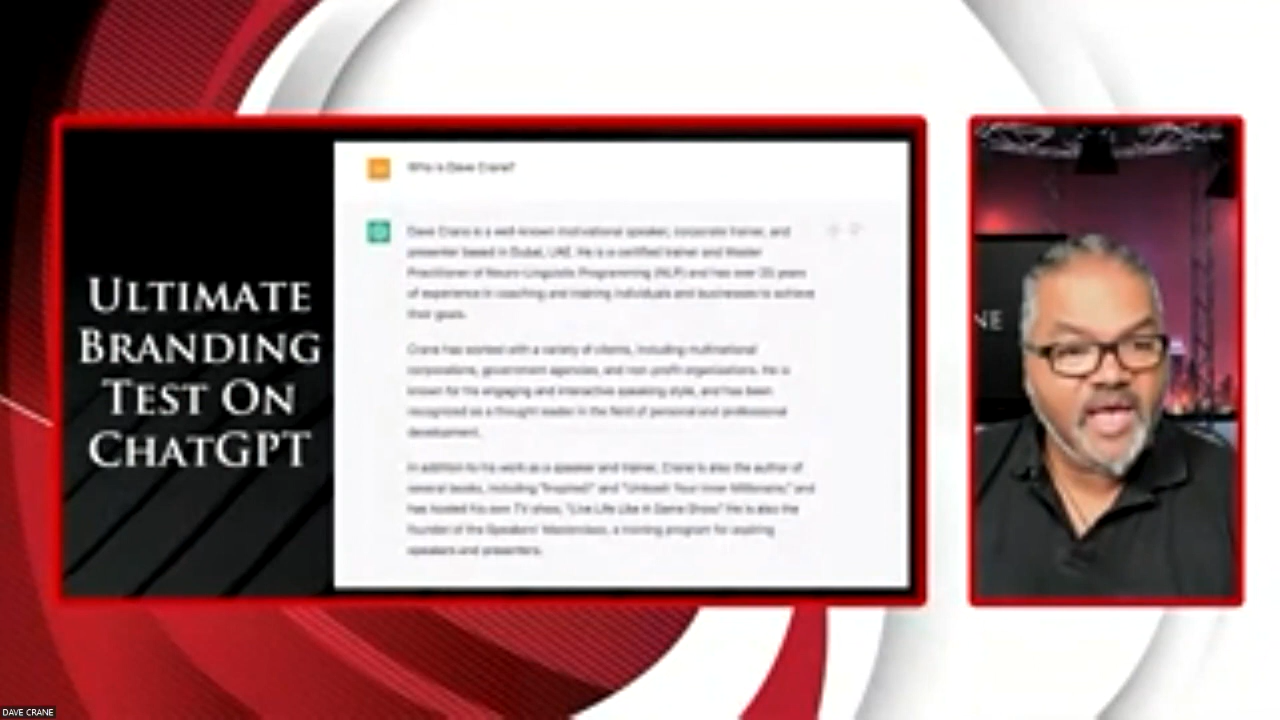 ULTIMATE
BRANDING
TEST ON
CHATGPT
Who is Dave Crane?
Dave Crane is a well-known motivational speaker, corporate trainer, and
presenter based in Dubai, UAE. He is a certified trainer and Master
Practitioner of Neuro-Linguistic Programming (NLP) and has over 25 years
of experience in coaching and training individuals and businesses to achieve
their goals.
Crane has worked with a variety of clients, including multinational
corporations, government agencies, and non-profit organizations. He is
known for his engaging and interactive speaking style, and has been
recognized as a thought leader in the field of personal and professional
development.
In addition to his work as a speaker and trainer, Crane is also the author of
several books, including "Inspired!" and "Unleash Your Inner Millionaire," and
has hosted his own TV show, "Live Life Like A Game Show." He is also the
founder of the Speakers' Masterclass, a training program for aspiring
speakers and presenters.
NE
DAVE CRANE